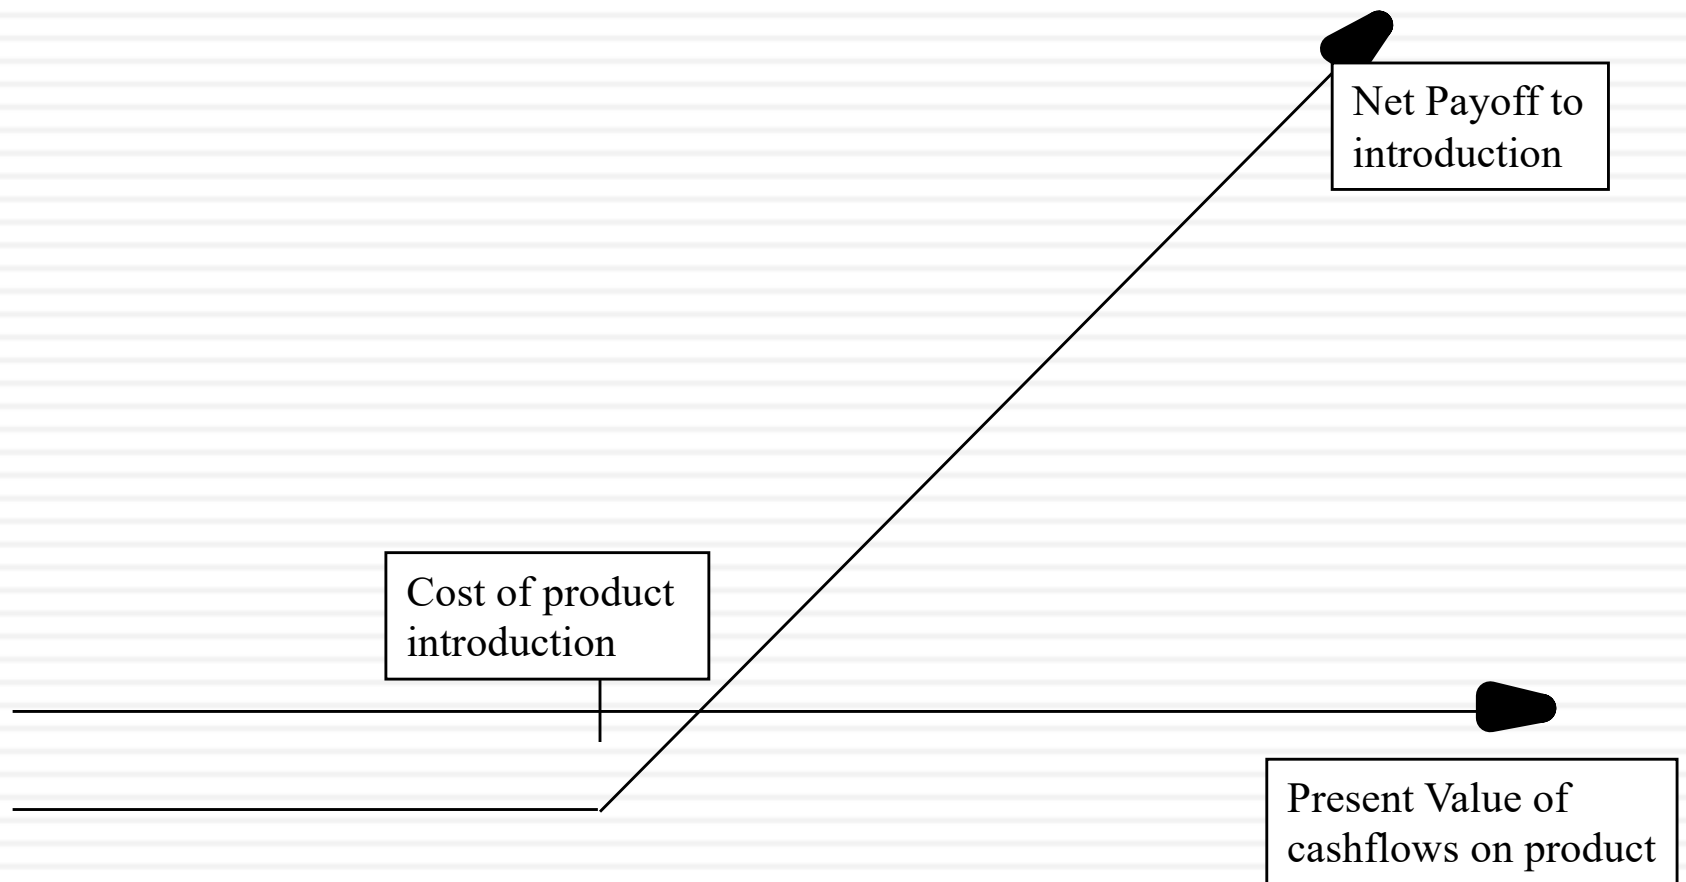 Net Payoff to
introduction
Cost of product
introduction
Present Value of
cashflows on product